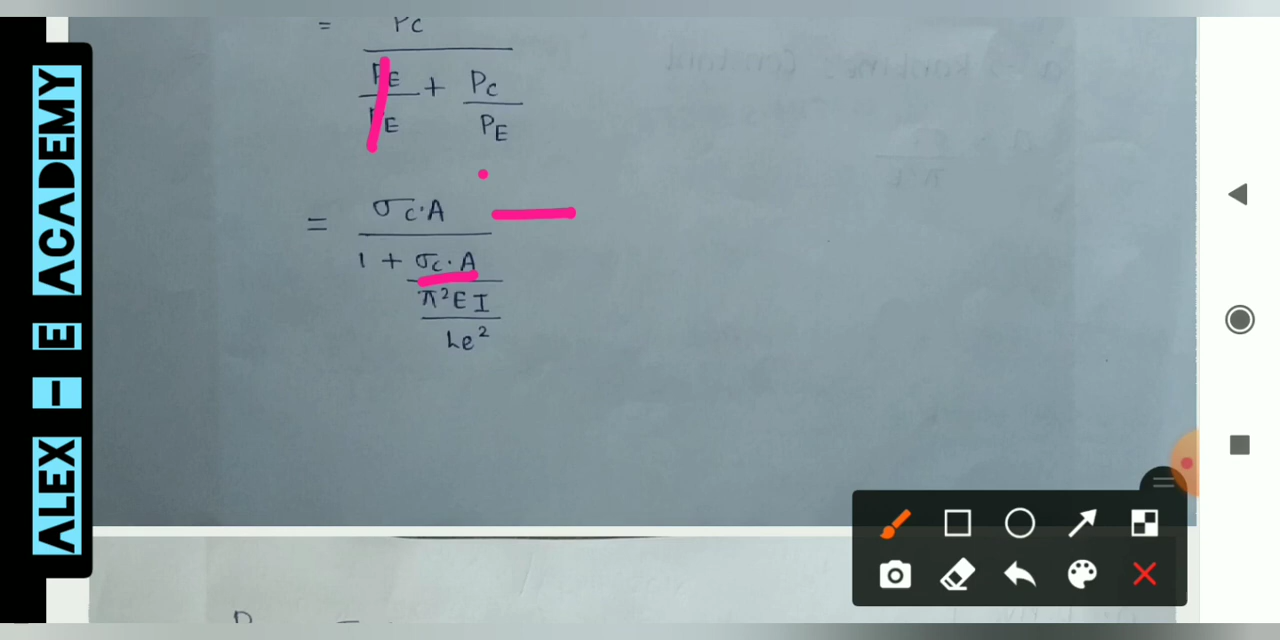 = Pc
PE/PE + Pc/PE
= σc·A
1 + σc·A
π²EI
Le²
ALEX – E ACADEMY